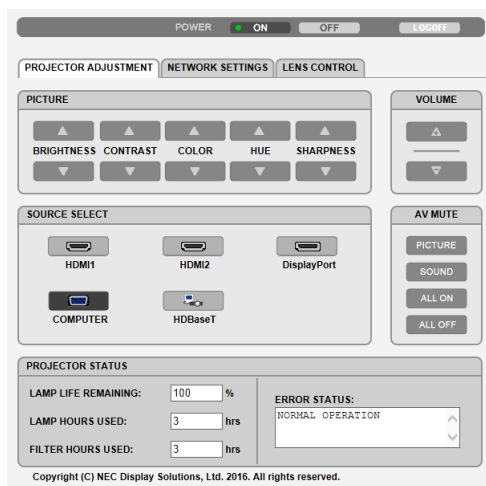 POWER ON OFF LOGOFF
PROJECTOR ADJUSTMENT NETWORK SETTINGS LENS CONTROL
PICTURE
BRIGHTNESS CONTRAST COLOR HUE SHARPNESS
VOLUME
SOURCE SELECT
HDMI1 HDMI2 DisplayPort
COMPUTER HDBaseT
AV MUTE
PICTURE
SOUND
ALL ON
ALL OFF
PROJECTOR STATUS
LAMP LIFE REMAINING: 100 %
LAMP HOURS USED: 3 hrs
FILTER HOURS USED: 3 hrs
ERROR STATUS:
NORMAL OPERATION
Copyright (C) NEC Display Solutions, Ltd. 2016. All rights reserved.